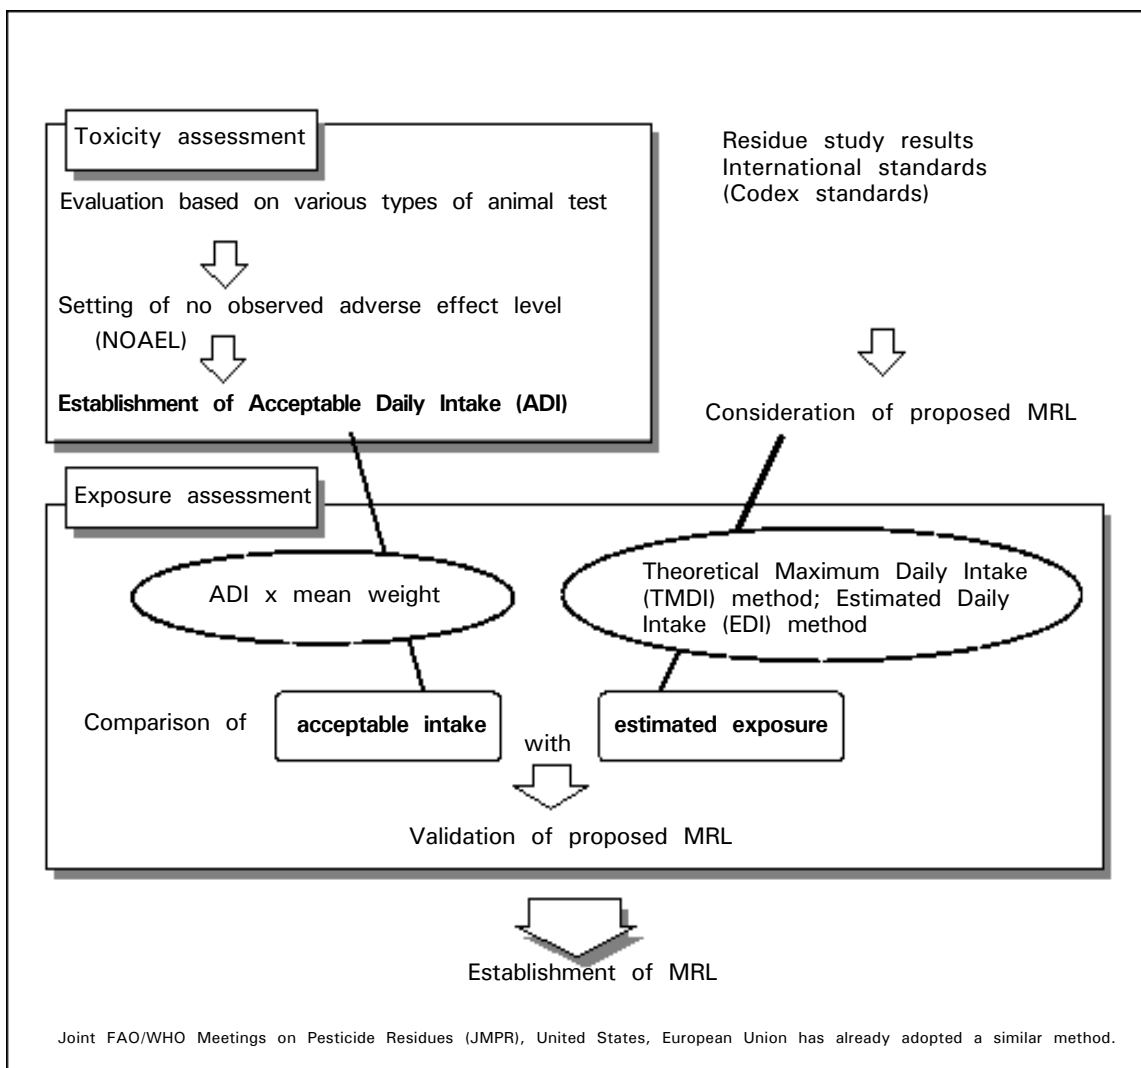 Toxicity assessment
Evaluation based on various types of animal test
Setting of no observed adverse effect level
(NOAEL)
Establishment of Acceptable Daily Intake (ADI)
Residue study results
International standards
(Codex standards)
Consideration of proposed MRL
Exposure assessment
ADI x mean weight
Theoretical Maximum Daily Intake
(TMDI) method; Estimated Daily
Intake (EDI) method
Comparison of
acceptable intake
with
estimated exposure
Validation of proposed MRL
Establishment of MRL
Joint FAO/WHO Meetings on Pesticide Residues (JMPR), United States, European Union has already adopted a similar method.